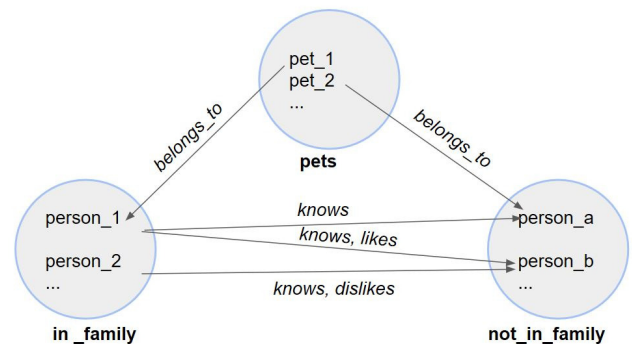 pet_1
pet_2
...
pets
belongs_to
belongs_to
person_1
person_2
...
in _family
knows
knows, likes
knows, dislikes
person_a
person_b
...
not_in_family